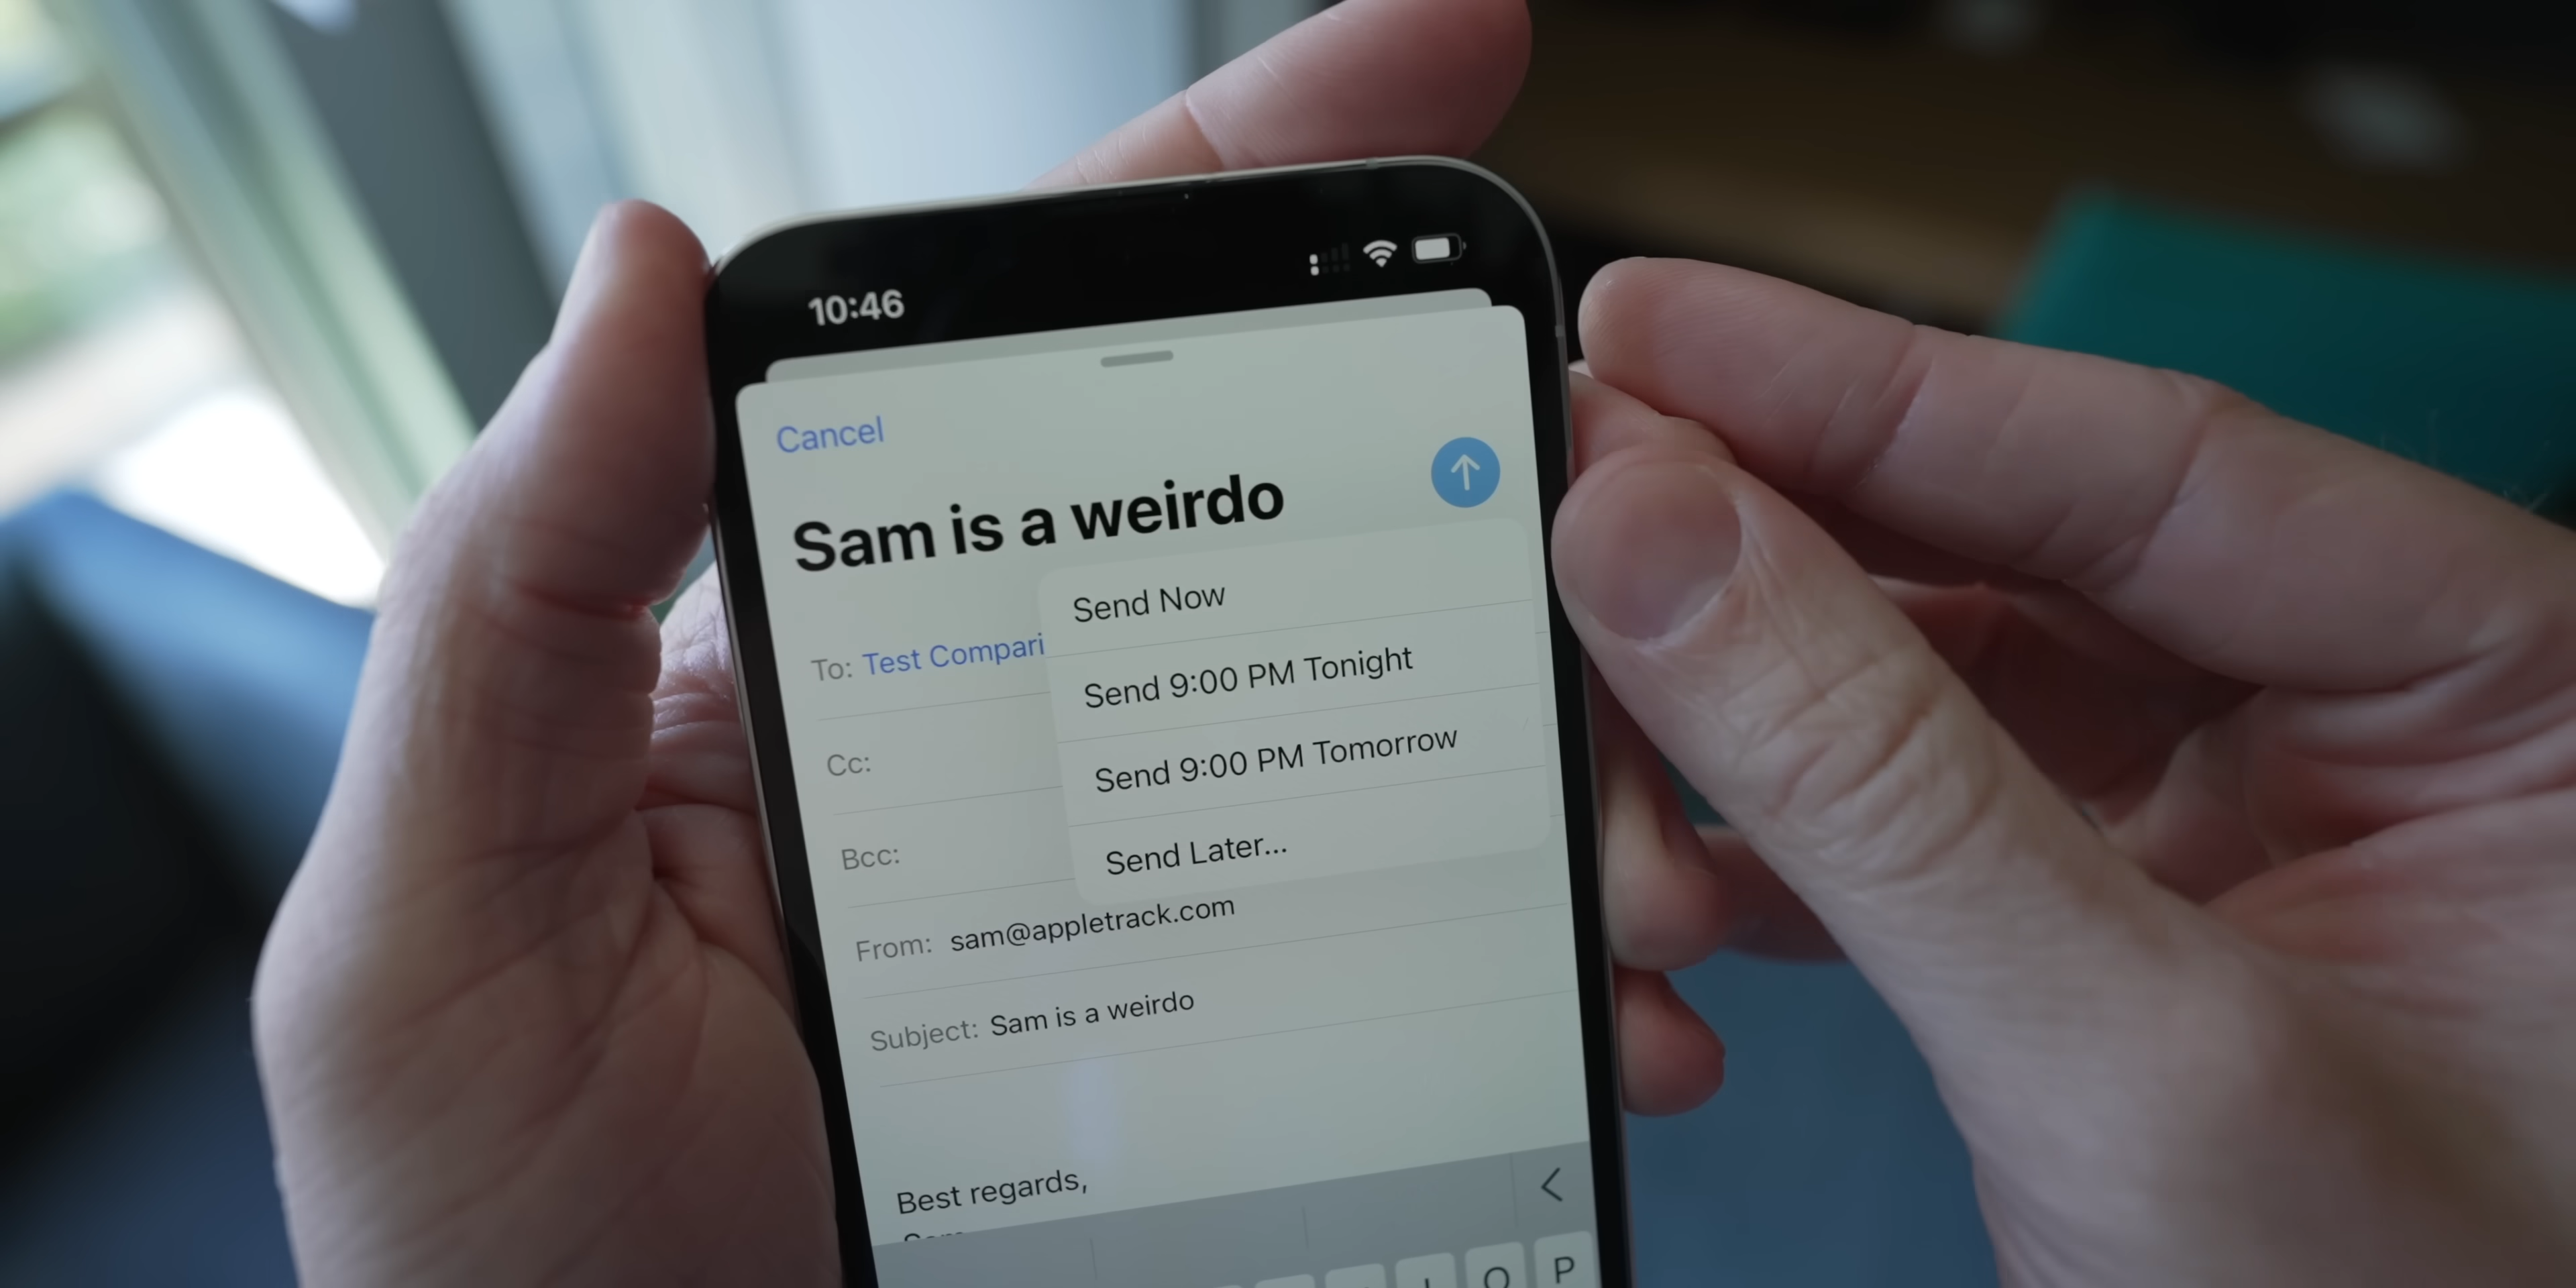 10:46
Cancel
Sam is a weirdo
Send Now
To: Test Compari
Send 9:00 PM Tonight
Cc:
Send 9:00 PM Tomorrow
Bcc:
Send Later...
From: sam@appletrack.com
Subject: Sam is a weirdo
Best regards,
O P